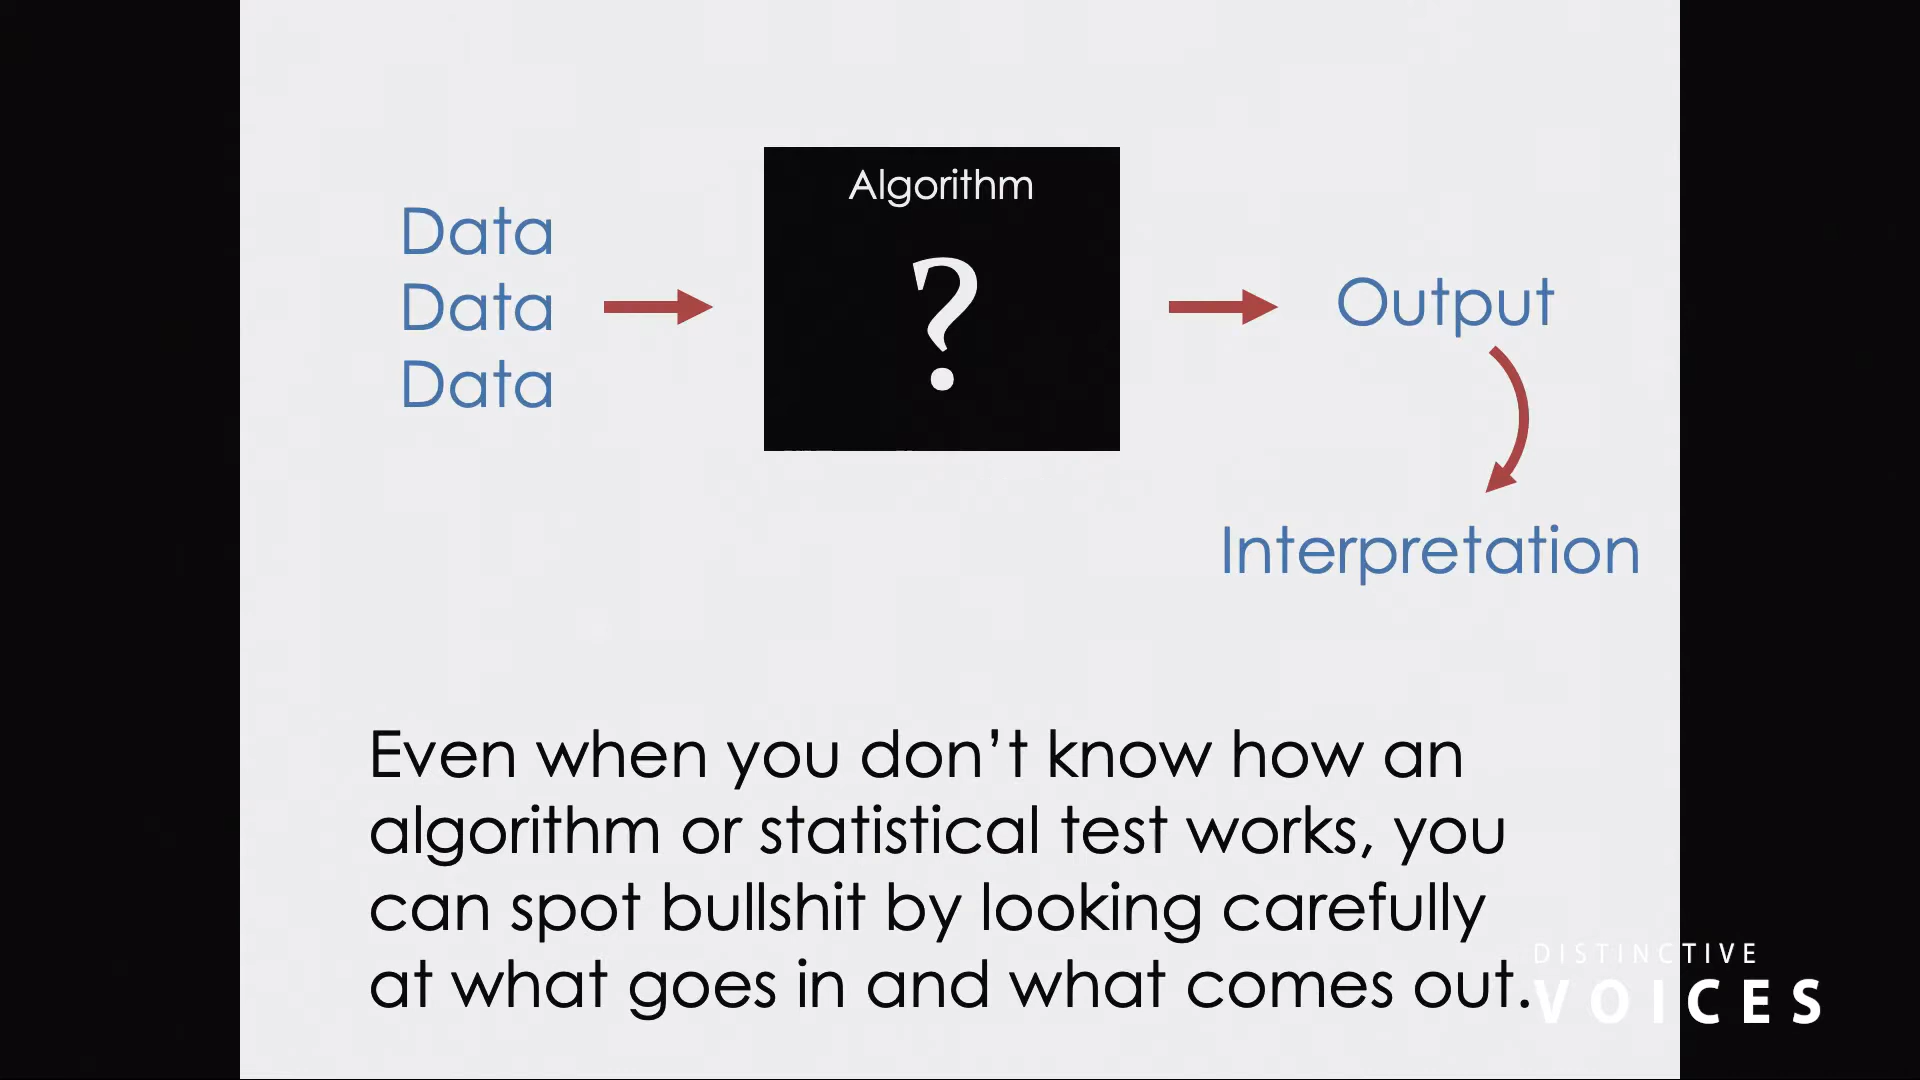 Algorithm
?
Data
Data
Data
Output
Interpretation
Even when you don’t know how an
algorithm or statistical test works, you
can spot bullshit by looking carefully
at what goes in and what comes out.
DISTINCTIVE
VOICES